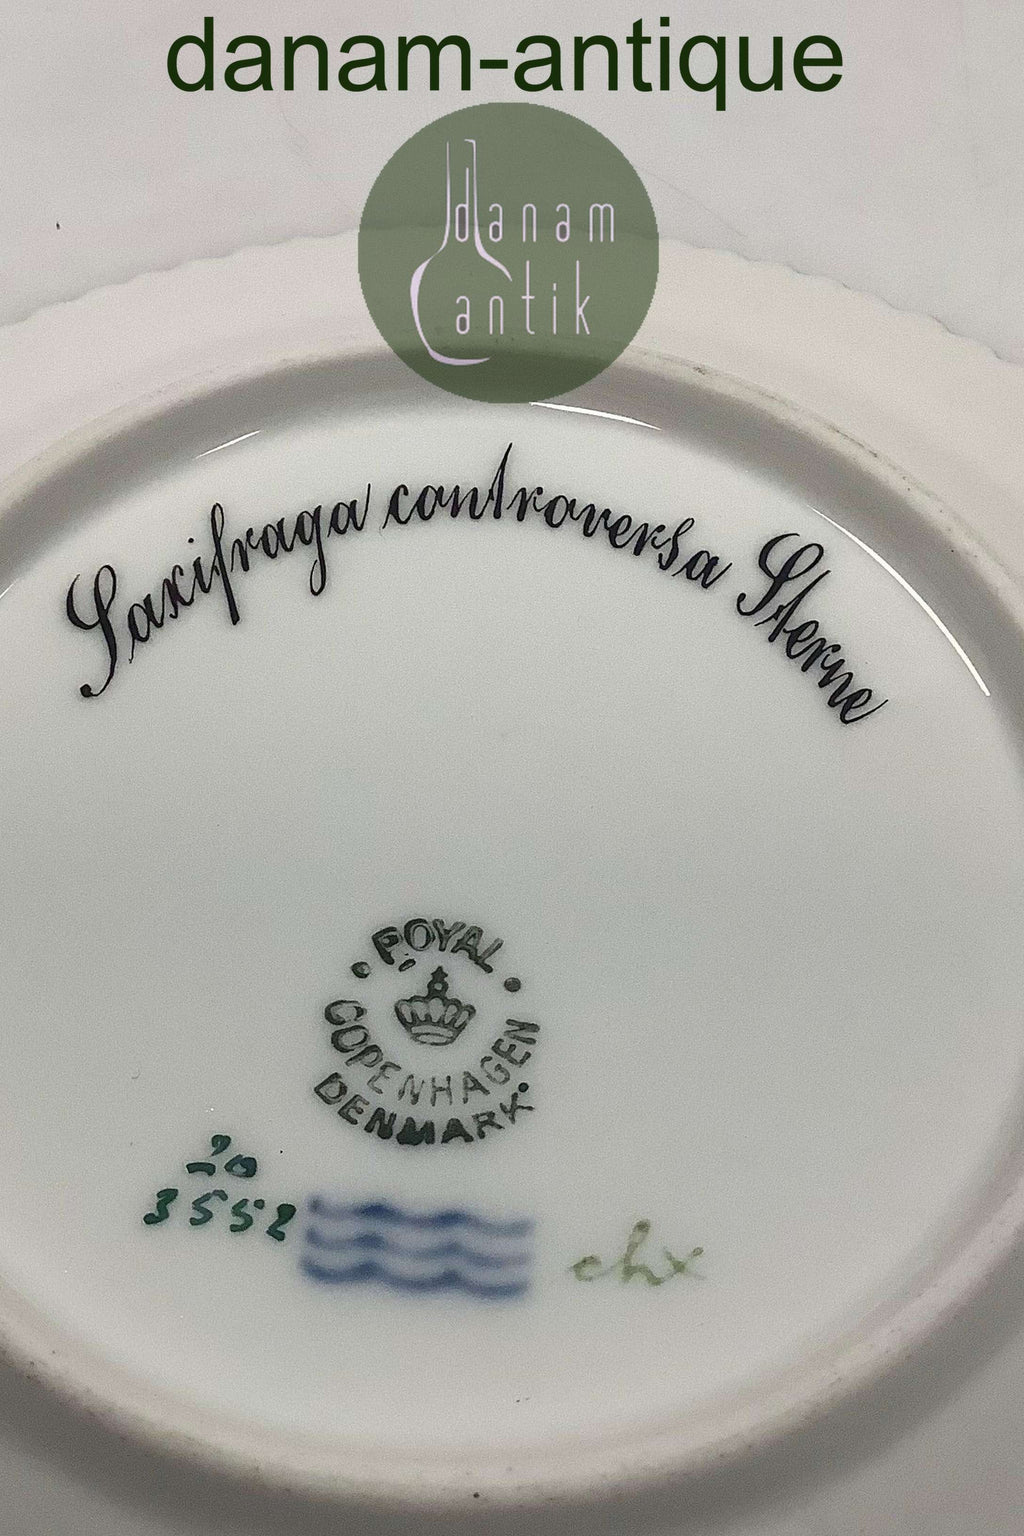 danam-antique
danam
antik
Saxifraga controversa Sterne
ROYAL
COPENHAGEN
DENMARK
20
3552
chx